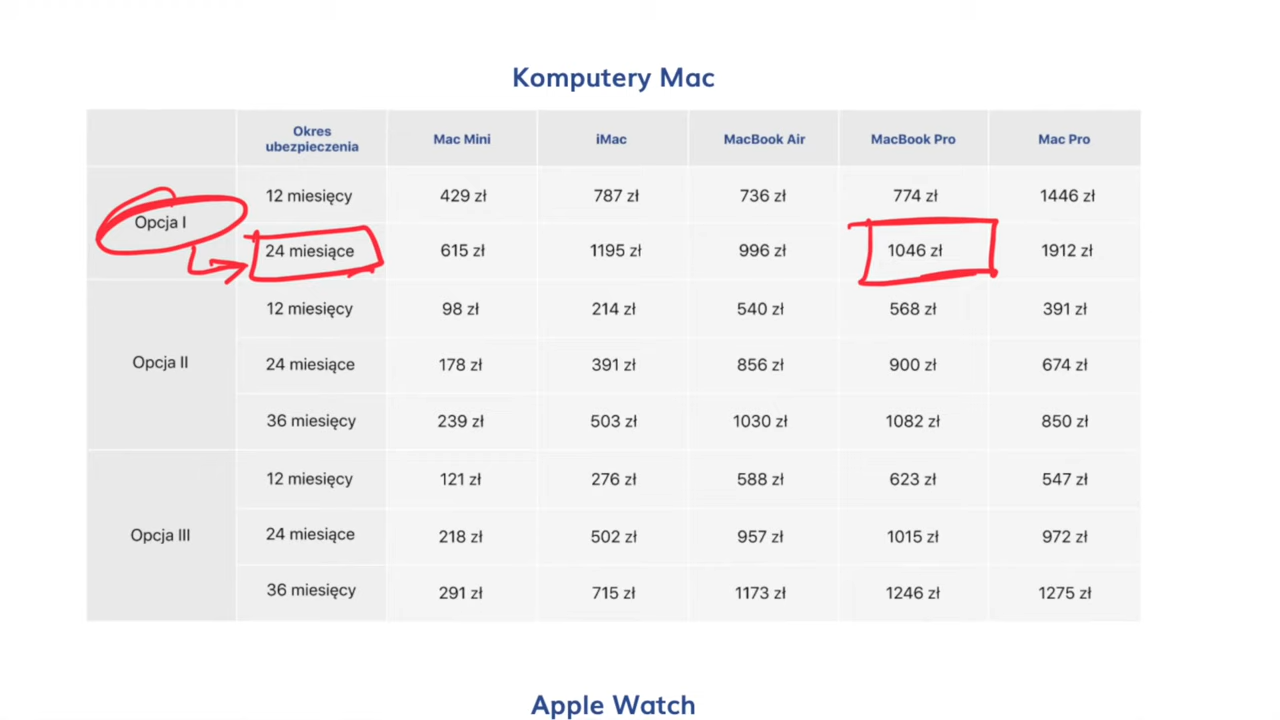 Komputery Mac
Okres
ubezpieczenia
Mac Mini
iMac
MacBook Air
MacBook Pro
Mac Pro
Opcja I
12 miesięcy
429 zł
787 zł
736 zł
774 zł
1446 zł
24 miesiące
615 zł
1195 zł
996 zł
1046 zł
1912 zł
Opcja II
12 miesięcy
98 zł
214 zł
540 zł
568 zł
391 zł
24 miesiące
178 zł
391 zł
856 zł
900 zł
674 zł
36 miesięcy
239 zł
503 zł
1030 zł
1082 zł
850 zł
Opcja III
12 miesięcy
121 zł
276 zł
588 zł
623 zł
547 zł
24 miesiące
218 zł
502 zł
957 zł
1015 zł
972 zł
36 miesięcy
291 zł
715 zł
1173 zł
1246 zł
1275 zł
Apple Watch